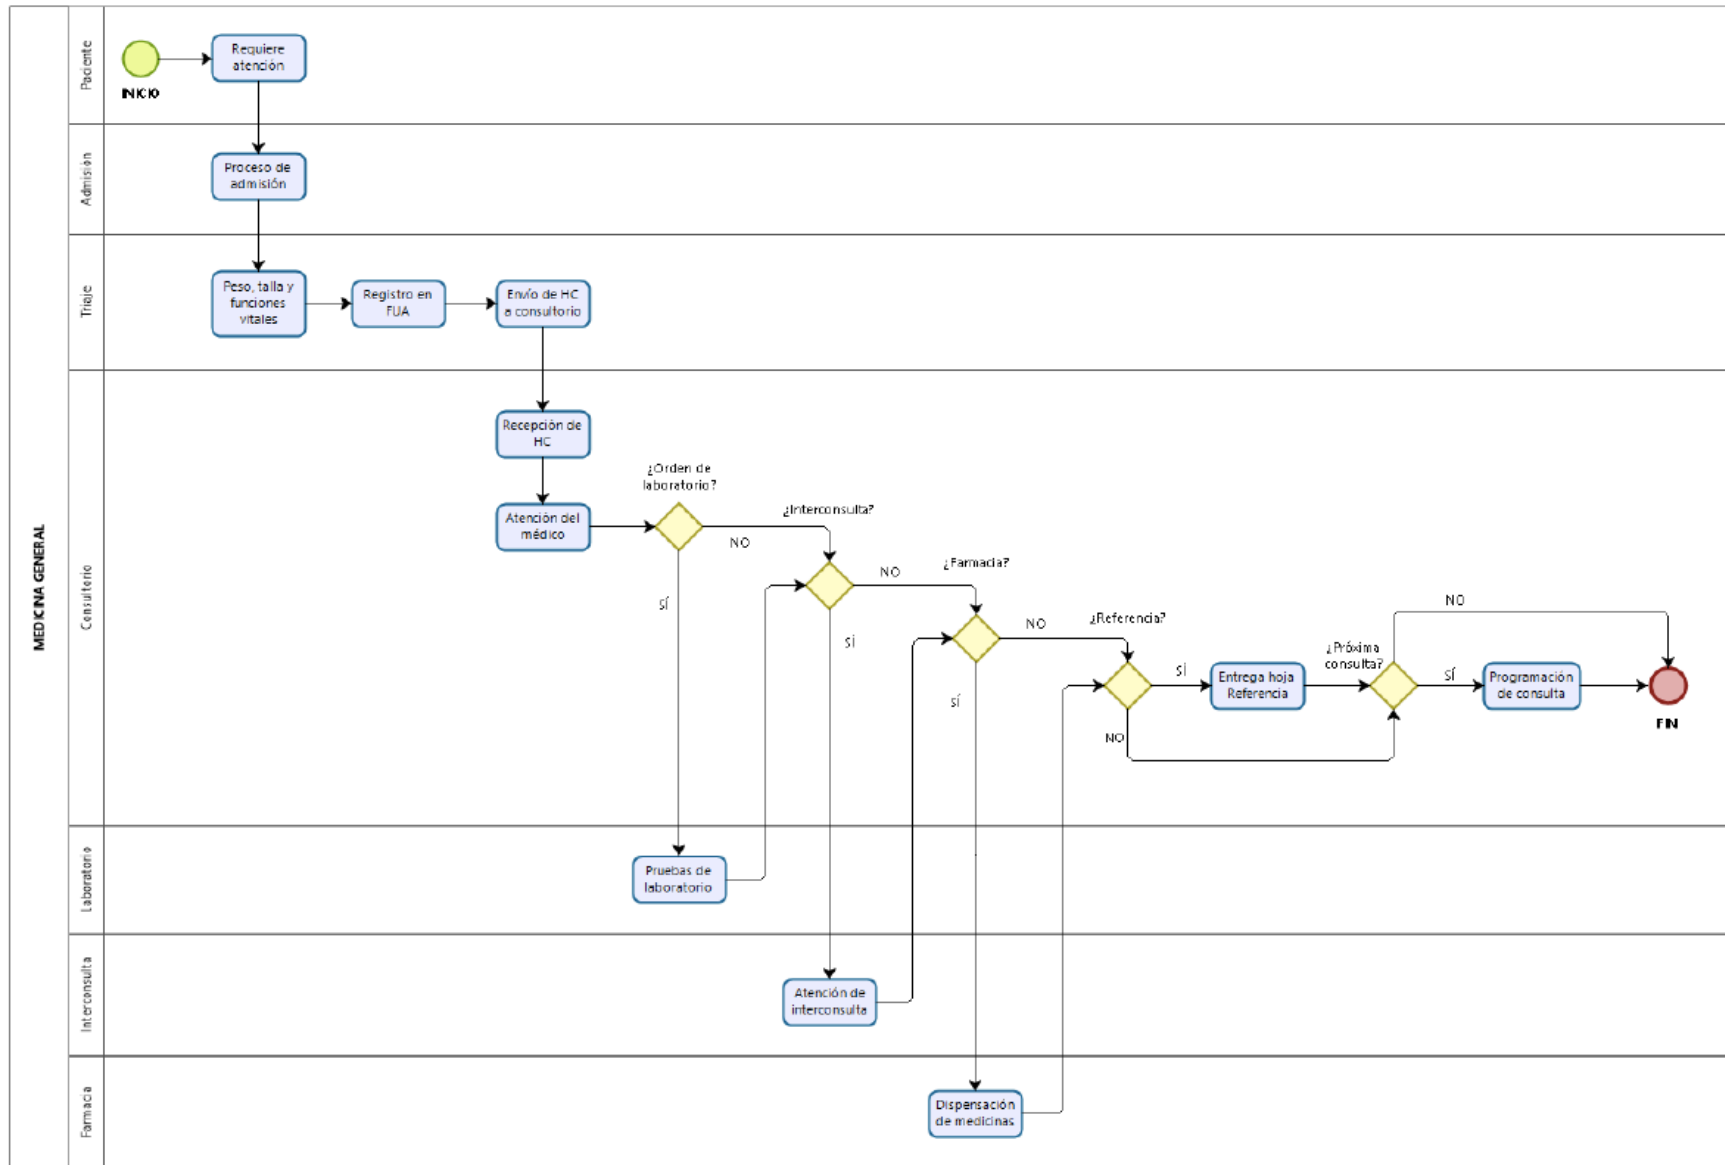 MEDICINA GENERAL
Paciente
INICIO
Requiere
atención
Admisión
Proceso de
admisión
Triaje
Peso, talla y
funciones
vitales
Registro en
FUA
Envío de HC
a consultorio
Consultorio
Recepción de
HC
Atención del
médico
¿Orden de
laboratorio?
NO
SÍ
¿Interconsulta?
NO
SÍ
¿Farmacia?
NO
SÍ
¿Referencia?
SÍ
NO
Entrega hoja
Referencia
¿Próxima
consulta?
NO
SÍ
Programación
de consulta
FIN
Laboratorio
Pruebas de
laboratorio
Interconsulta
Atención de
interconsulta
Farmacia
Dispensación
de medicinas